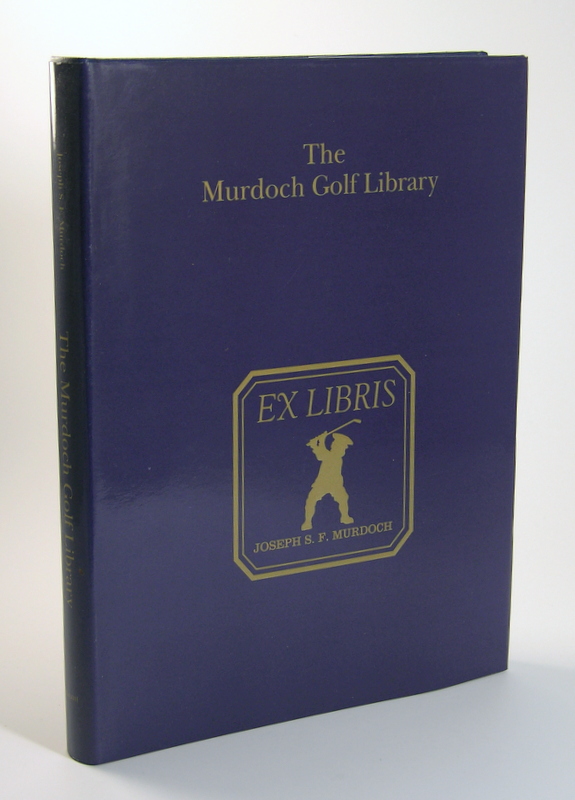 The
Murdoch Golf Library
EX LIBRIS
JOSEPH S. F. MURDOCH
Joseph S. F. Murdoch
The Murdoch Golf Library